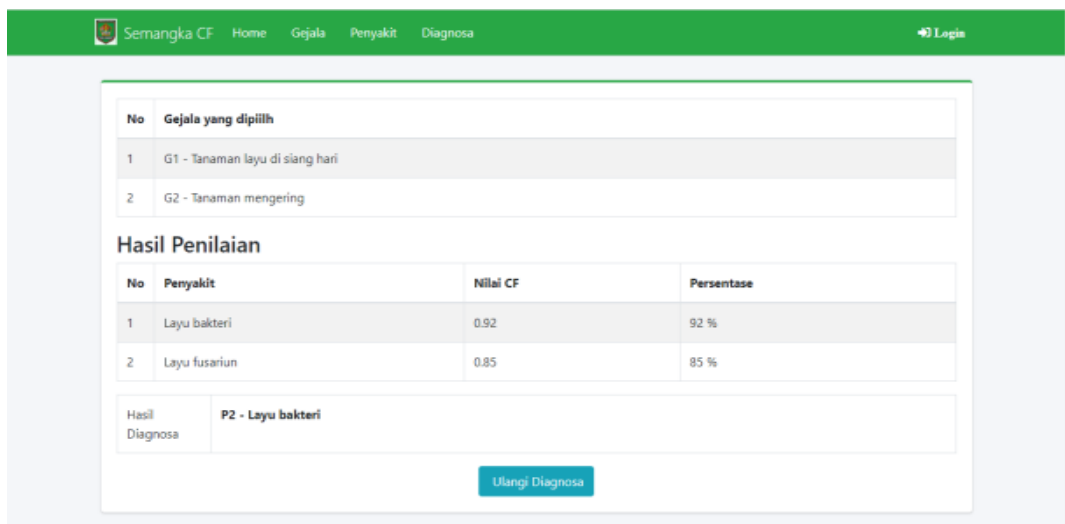 Semangka CF Home Gejala Penyakit Diagnosa Login
No Gejala yang dipiilh
1 G1 - Tanaman layu di siang hari
2 G2 - Tanaman mengering
Hasil Penilaian
No Penyakit Nilai CF Persentase
1 Layu bakteri 0.92 92 %
2 Layu fusariun 0.85 85 %
Hasil
Diagnosa
P2 - Layu bakteri
Ulangi Diagnosa